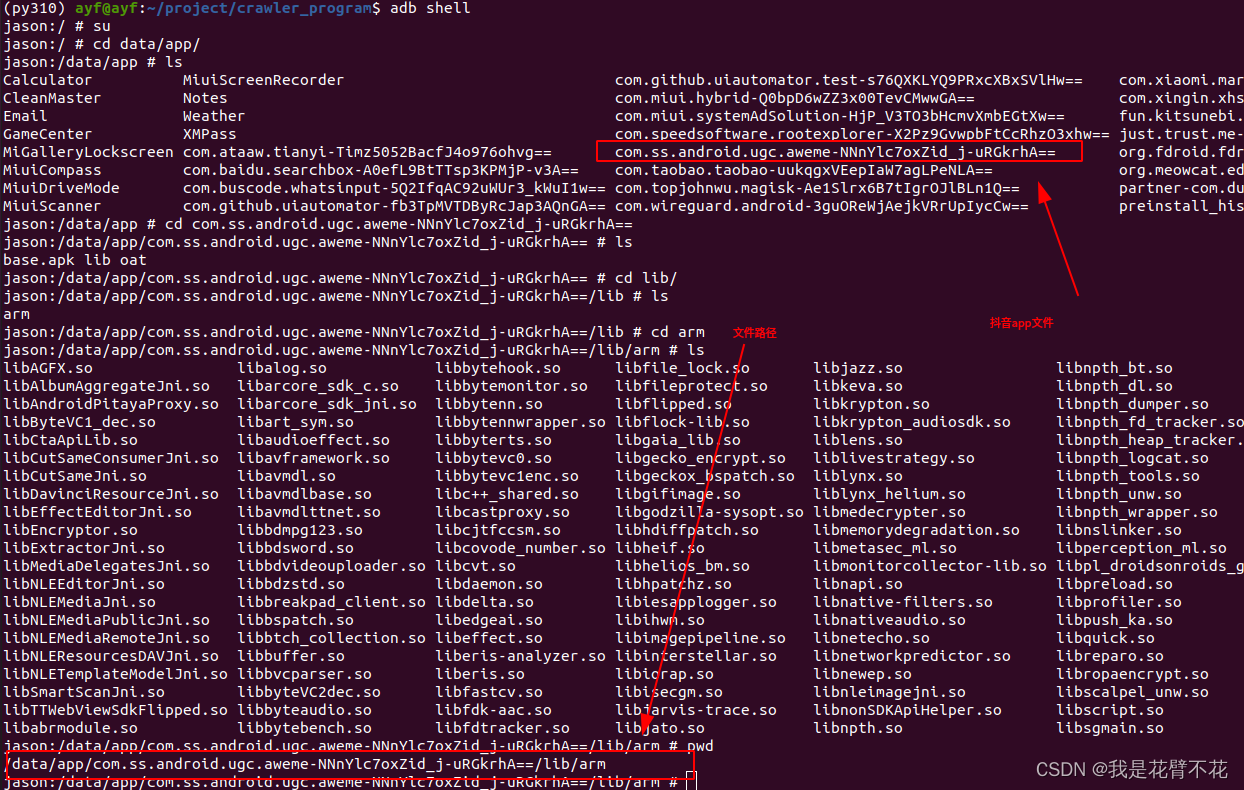 (py310) ayf@ayf:~/project/crawler_program$ adb shell
jason:/ # su
jason:/ # cd data/app/
jason:/data/app # ls
Calculator MiuiScreenRecorder com.github.uiautomator.test-s76QXKLYQ9PRxcXBxSVlHw== com.xiaomi.mar
CleanMaster Notes com.miui.hybrid-Q0bpD6wZZ3x00TevCMwwGA== com.xingin.xhs
Email Weather com.miui.systemAdSolution-HjP_V3TO3bHcmvXmbEGtXw== fun.kitsunebi.
GameCenter XMPass com.speedsoftware.rootexplorer-X2Pz9GvwpbFtCcRhzO3xhw== just.trust.me-
MiGalleryLockscreen com.ataaw.tianyi-Timz5052BacfJ4o976ohvg== com.ss.android.ugc.aweme-NNnYlc7oxZid_j-uRGkrhA== org.fdroid.fdr
MiuiCompass com.baidu.searchbox-A0efL9BtTTsp3KPMjP-v3A== com.taobao.taobao-uukqgxVEepIaW7agLPeNLA== org.meowcat.ed
MiuiDriveMode com.buscode.whatsinput-5Q2IfqAC92uWUr3_kWuI1w== com.topjohnwu.magisk-Ae1Slrx6B7tIgrOJlBLn1Q== partner-com.du
MiuiScanner com.github.uiautomator-fb3TpMVTDByRcJap3AQnGA== com.wireguard.android-3guOReWjAejkVRrUpIycCw== preinstall_his
jason:/data/app # cd com.ss.android.ugc.aweme-NNnYlc7oxZid_j-uRGkrhA==
jason:/data/app/com.ss.android.ugc.aweme-NNnYlc7oxZid_j-uRGkrhA== # ls
base.apk lib oat
jason:/data/app/com.ss.android.ugc.aweme-NNnYlc7oxZid_j-uRGkrhA== # cd lib/
jason:/data/app/com.ss.android.ugc.aweme-NNnYlc7oxZid_j-uRGkrhA==/lib # ls
arm
抖音app文件
jason:/data/app/com.ss.android.ugc.aweme-NNnYlc7oxZid_j-uRGkrhA==/lib # cd arm 文件路径
jason:/data/app/com.ss.android.ugc.aweme-NNnYlc7oxZid_j-uRGkrhA==/lib/arm # ls
libAGFX.so libalog.so libbytehook.so libfile_lock.so libjazz.so libnpth_bt.so
libAlbumAggregateJni.so libarcore_sdk_c.so libbytemonitor.so libfileprotect.so libkeva.so libnpth_dl.so
libAndroidPitayaProxy.so libarcore_sdk_jni.so libbytenn.so libflipped.so libkrypton.so libnpth_dumper.so
libByteVC1_dec.so libart_sym.so libbytennwrapper.so libflock-lib.so libkrypton_audiosdk.so libnpth_fd_tracker.so
libCtaApiLib.so libaudioeffect.so libbyterts.so libgaia_lib.so liblens.so libnpth_heap_tracker.
libCutSameConsumerJni.so libavframework.so libbytevc0.so libgecko_encrypt.so liblivestrategy.so libnpth_logcat.so
libCutSameJni.so libavmdl.so libbytevc1enc.so libgeckox_bspatch.so liblynx.so libnpth_tools.so
libDavinciResourceJni.so libavmdlbase.so libc++_shared.so libgifimage.so liblynx_helium.so libnpth_unw.so
libEffectEditorJni.so libavmdlttnet.so libcastproxy.so libgodzilla-sysopt.so libmedecrypter.so libnpth_wrapper.so
libEncryptor.so libbdmpg123.so libcjtfccsm.so libhdiffpatch.so libmemorydegradation.so libnslinker.so
libExtractorJni.so libbdsword.so libcovode_number.so libheif.so libmetasec_ml.so libperception_ml.so
libMediaDelegatesJni.so libbdvideouploader.so libcvt.so libhelios_bm.so libmonitorcollector-lib.so libpl_droidsonroids_g
libNLEEditorJni.so libbdzstd.so libdaemon.so libhpatchz.so libnapi.so libpreload.so
libNLEMediaJni.so libbreakpad_client.so libdelta.so libiesapplogger.so libnative-filters.so libprofiler.so
libNLEMediaPublicJni.so libbspatch.so libedgeai.so libihwm.so libnativeaudio.so libpush_ka.so
libNLEMediaRemoteJni.so libbtch_collection.so libeffect.so libimagepipeline.so libnetecho.so libquick.so
libNLEResourcesDAVJni.so libbuffer.so liberis-analyzer.so libinterstellar.so libnetworkpredictor.so libreparo.so
libNLETemplateModelJni.so libbvcparser.so liberis.so libiorap.so libnewep.so libropaencrypt.so
libSmartScanJni.so libbyteVC2dec.so libfastcv.so libisecgm.so libnleimagejni.so libscalpel_unw.so
libTTWebViewSdkFlipped.so libbyteaudio.so libfdk-aac.so libjarvis-trace.so libnonSDKApiHelper.so libscript.so
libabrmodule.so libbytebench.so libfdtracker.so libjato.so libnpth.so libsgmain.so
jason:/data/app/com.ss.android.ugc.aweme-NNnYlc7oxZid_j-uRGkrhA==/lib/arm # pwd
/data/app/com.ss.android.ugc.aweme-NNnYlc7oxZid_j-uRGkrhA==/lib/arm
jason:/data/app/com.ss.android.ugc.aweme-NNnYlc7oxZid_j-uRGkrhA==/lib/arm #
CSDN @我是花臂不花